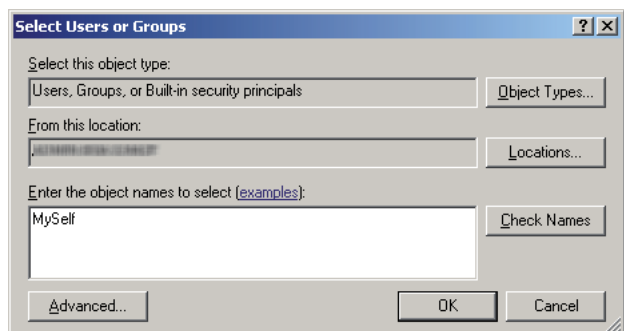 Select Users or Groups
Select this object type:
Users, Groups, or Built-in security principals
Object Types...
From this location:
Locations...
Enter the object names to select (examples):
MySelf
Check Names
Advanced...
OK
Cancel